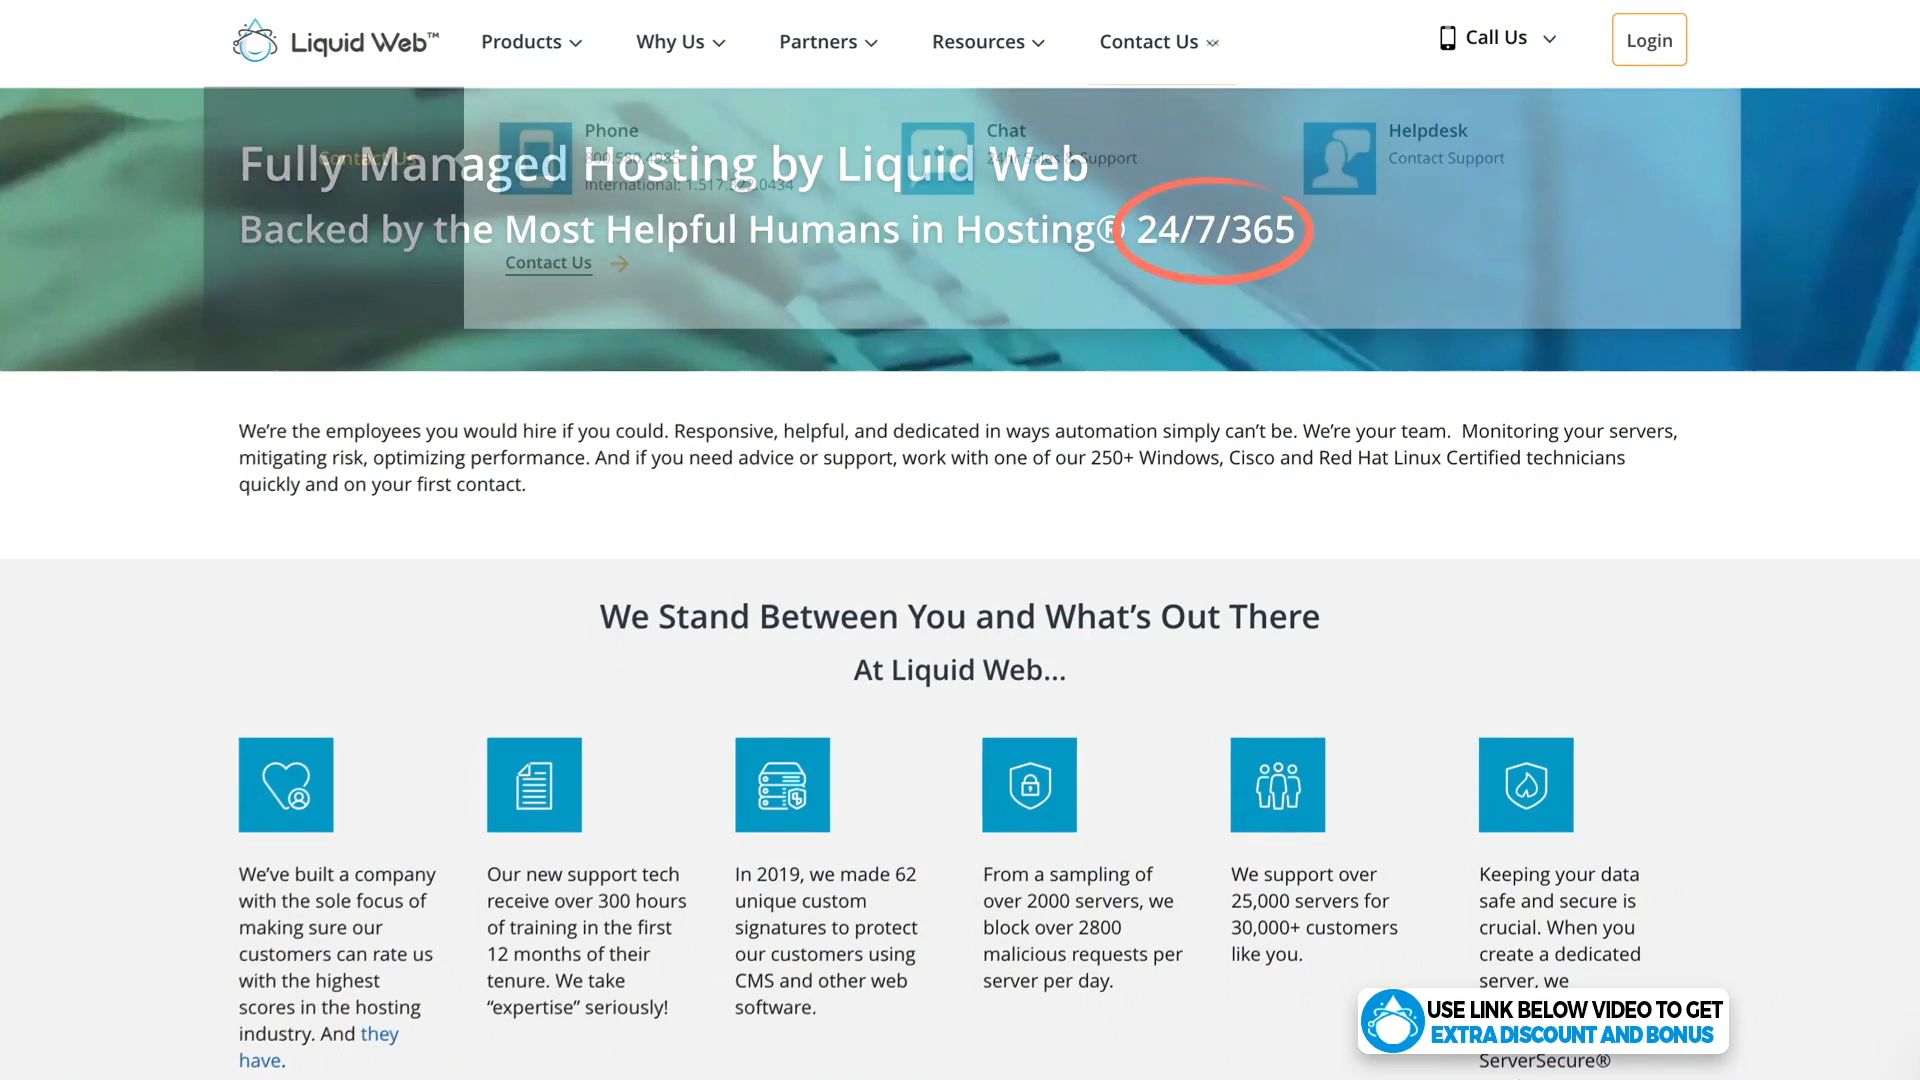 Liquid Web™
Products
Why Us
Partners
Resources
Contact Us
Call Us
Login
Phone
Chat
Helpdesk
Contact Us
24hr Sales & Support
Contact Support
Fully Managed Hosting by Liquid Web
International: 1.517.322.0434
Backed by the Most Helpful Humans in Hosting® 24/7/365
Contact Us
We're the employees you would hire if you could. Responsive, helpful, and dedicated in ways automation simply can't be. We're your team. Monitoring your servers,
mitigating risk, optimizing performance. And if you need advice or support, work with one of our 250+ Windows, Cisco and Red Hat Linux Certified technicians
quickly and on your first contact.
We Stand Between You and What's Out There
At Liquid Web...
We've built a company
with the sole focus of
making sure our
customers can rate us
with the highest
scores in the hosting
industry. And they
have.
Our new support tech
receive over 300 hours
of training in the first
12 months of their
tenure. We take
“expertise” seriously!
In 2019, we made 62
unique custom
signatures to protect
our customers using
CMS and other web
software.
From a sampling of
over 2000 servers, we
block over 2800
malicious requests per
server per day.
We support over
25,000 servers for
30,000+ customers
like you.
Keeping your data
safe and secure is
crucial. When you
create a dedicated
server, we
ServerSecure®
USE LINK BELOW VIDEO TO GET
EXTRA DISCOUNT AND BONUS